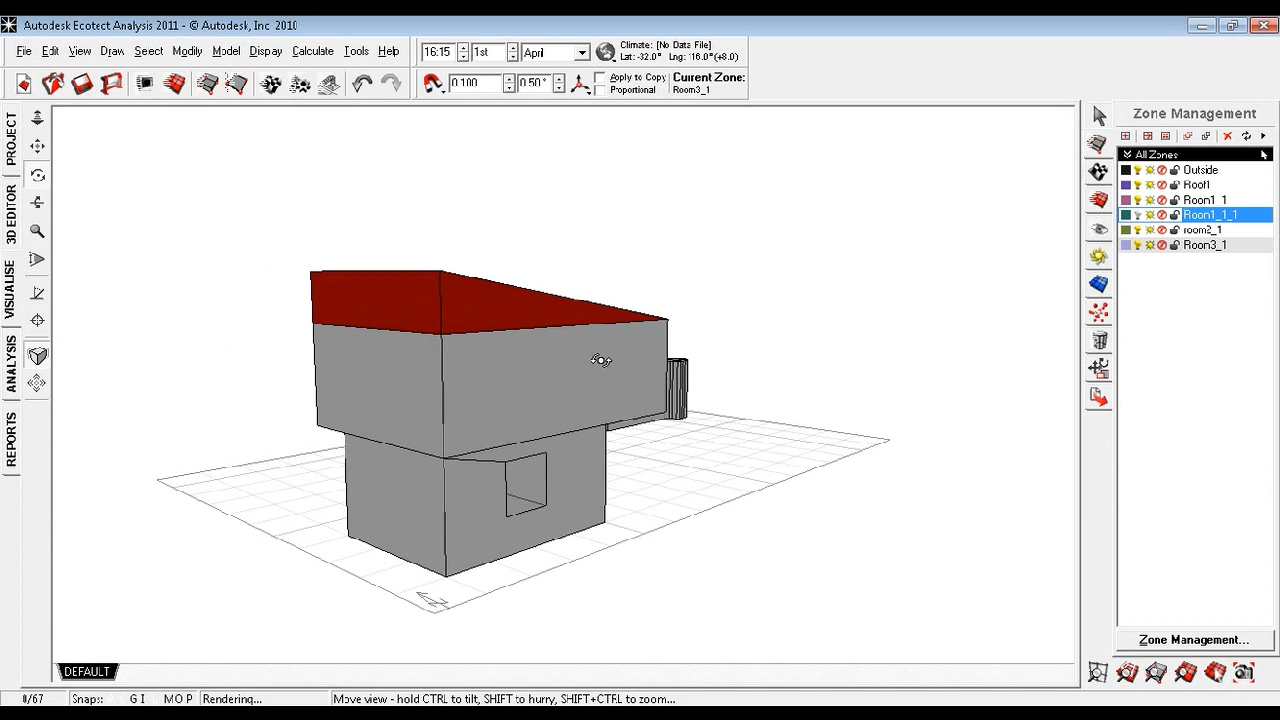 Autodesk Ecotect Analysis 2011 - © Autodesk, Inc. 2010
File Edit View Draw Select Modify Model Display Calculate Tools Help
16:15 1st April Climate: [No Data File]
Lat: -32.0° Lng: 116.0° (+8.0)
0.100 0.50° Apply to Copy
Proportional
Current Zone:
Room3_1
PROJECT
3D EDITOR
VISUALISE
ANALYSIS
REPORTS
Zone Management
All Zones
Outside
Roof1
Room1_1
Room1_1_1
room2_1
Room3_1
Zone Management...
DEFAULT
0/67 Snaps: G I M O P Rendering... Move view - hold CTRL to tilt, SHIFT to hurry, SHIFT+CTRL to zoom...